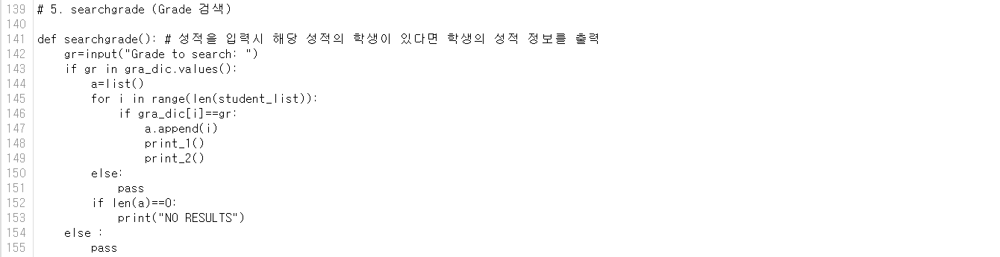 139 # 5. searchgrade (Grade 검색)
140
141 def searchgrade(): # 성적을 입력시 해당 성적의 학생이 있다면 학생의 성적 정보를 출력
142     gr=input("Grade to search: ")
143     if gr in gra_dic.values():
144         a=list()
145         for i in range(len(student_list)):
146             if gra_dic[i]==gr:
147                 a.append(i)
148                 print_1()
149                 print_2()
150         else:
151             pass
152         if len(a)==0:
153             print("NO RESULTS")
154     else :
155         pass